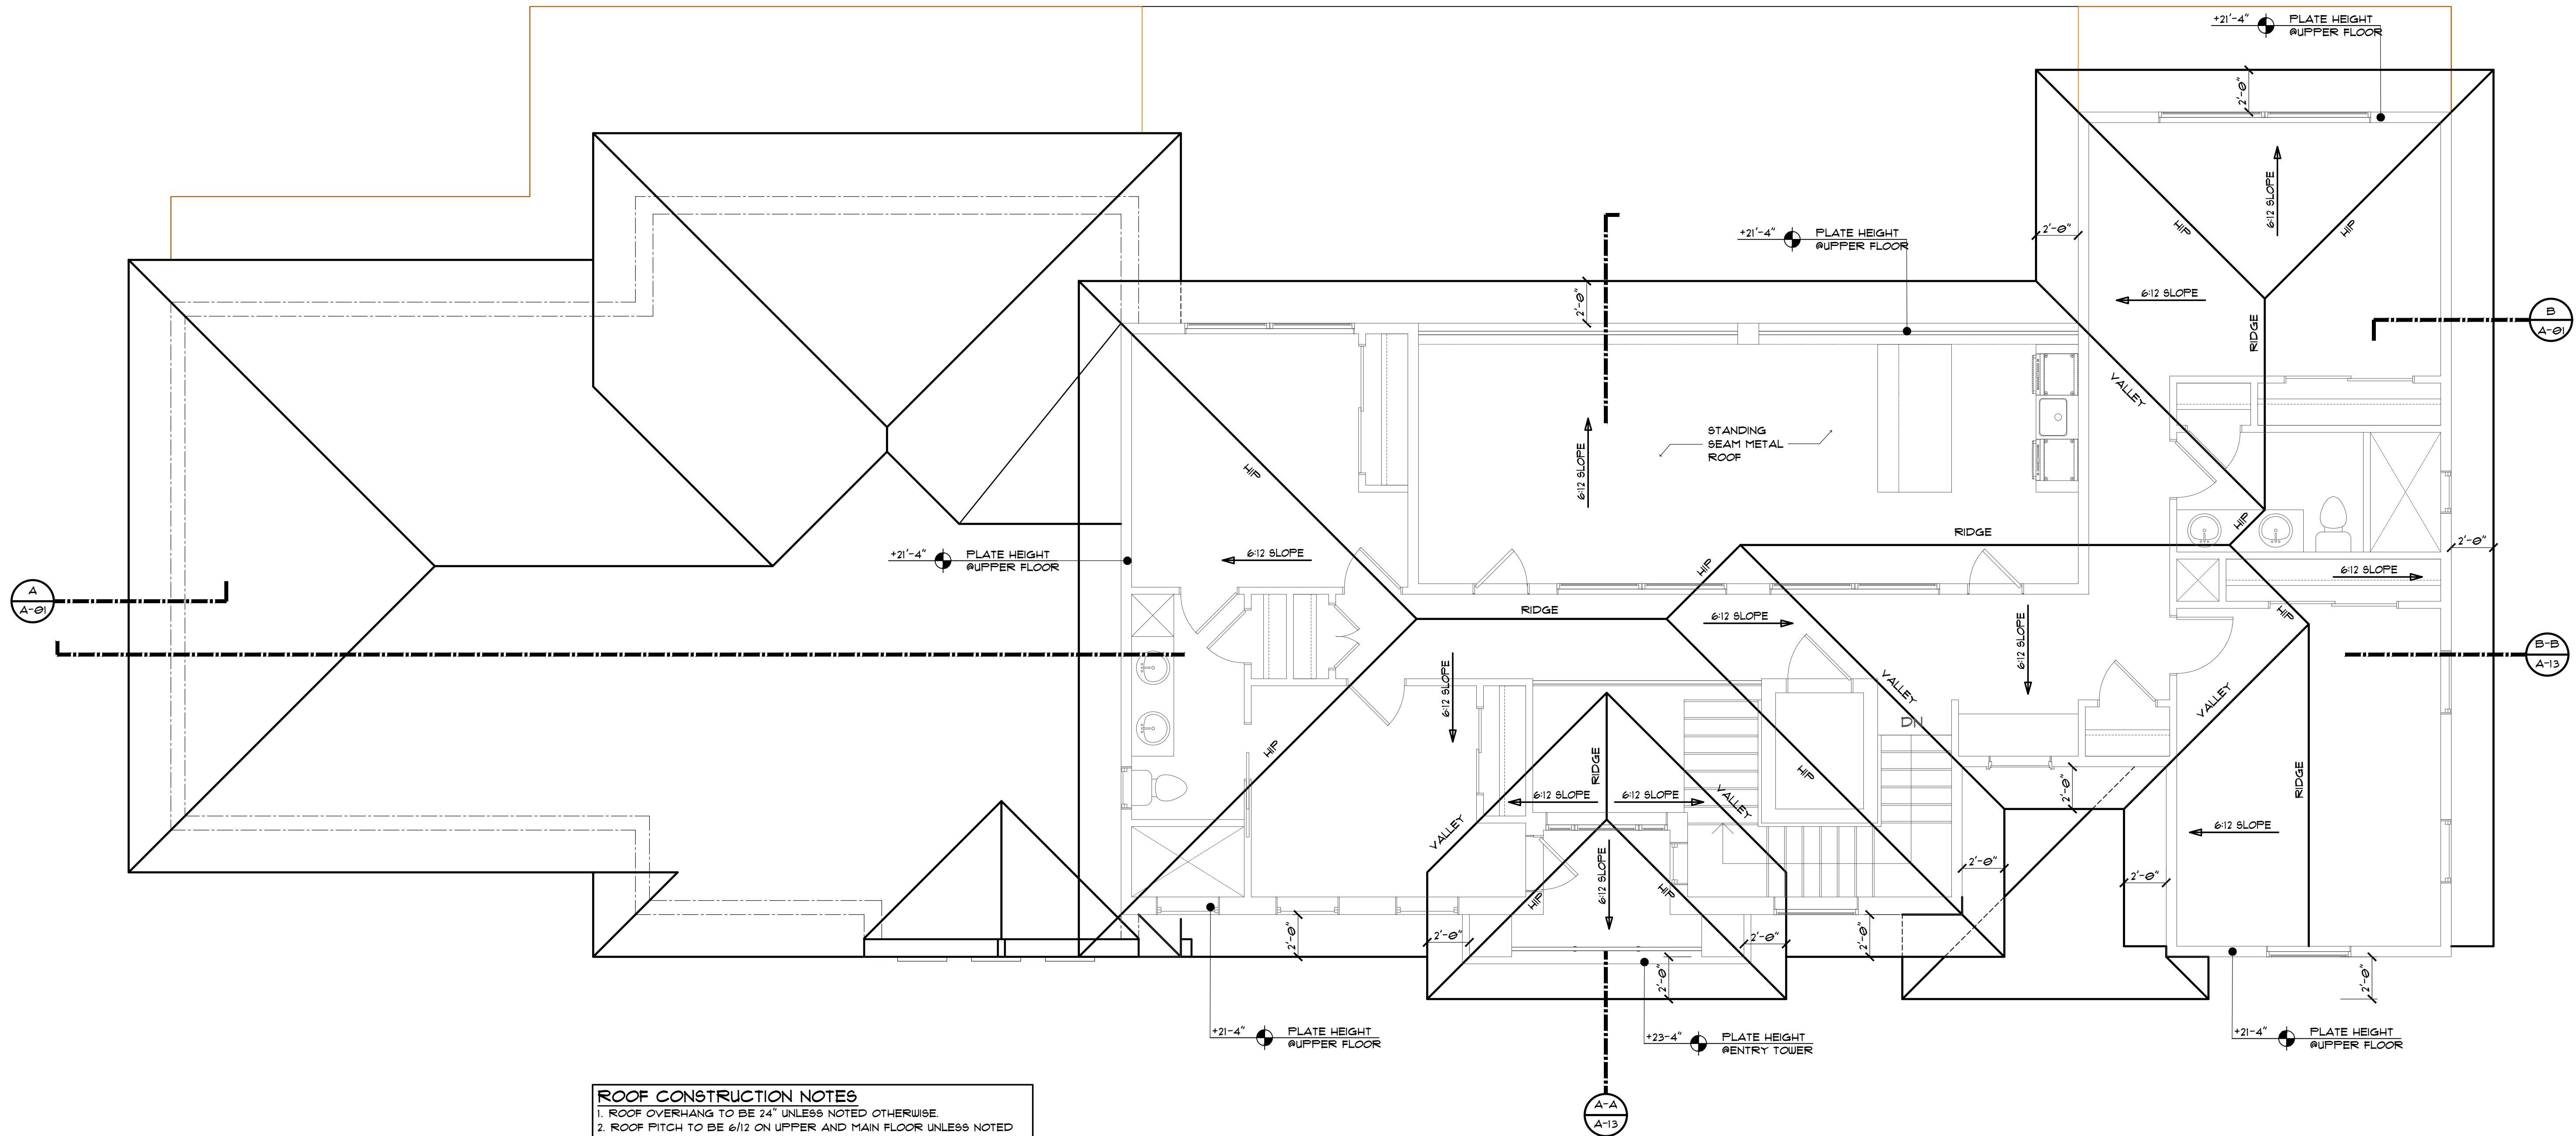 +21'-4" PLATE HEIGHT
@UPPER FLOOR
2'-0"
6:12 SLOPE
HIP
HIP
+21'-4" PLATE HEIGHT
@UPPER FLOOR
2'-0"
2'-0"
6:12 SLOPE
RIDGE
B
A-01
VALLEY
STANDING
SEAM METAL
ROOF
6:12 SLOPE
HIP
HIP
RIDGE
2'-0"
+21'-4" PLATE HEIGHT
@UPPER FLOOR
6:12 SLOPE
HIP
6:12 SLOPE
A
A-01
RIDGE
6:12 SLOPE
HIP
6:12 SLOPE
B-B
A-13
6:12 SLOPE
VALLEY
VALLEY
DN
HIP
RIDGE
HIP
2'-0"
RIDGE
6:12 SLOPE
6:12 SLOPE
VALLEY
VALLEY
6:12 SLOPE
2'-0"
2'-0"
6:12 SLOPE
HIP
HIP
2'-0"
2'-0"
2'-0"
2'-0"
2'-0"
2'-0"
+21-4" PLATE HEIGHT
@UPPER FLOOR
+23-4" PLATE HEIGHT
@ENTRY TOWER
+21-4" PLATE HEIGHT
@UPPER FLOOR
A-A
A-13
ROOF CONSTRUCTION NOTES
1. ROOF OVERHANG TO BE 24" UNLESS NOTED OTHERWISE.
2. ROOF PITCH TO BE 6/12 ON UPPER AND MAIN FLOOR UNLESS NOTED